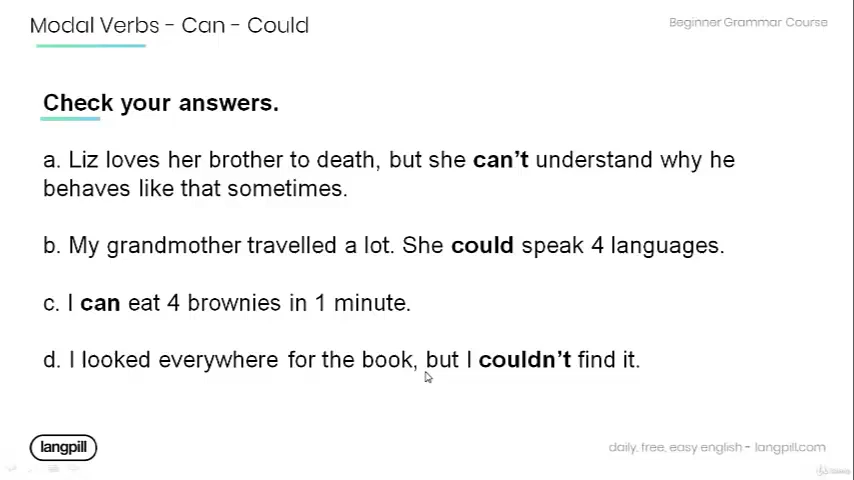 Modal Verbs - Can - Could
Beginner Grammar Course
Check your answers.
a. Liz loves her brother to death, but she can't understand why he
behaves like that sometimes.
b. My grandmother travelled a lot. She could speak 4 languages.
c. I can eat 4 brownies in 1 minute.
d. I looked everywhere for the book, but I couldn't find it.
langpill
daily, free, easy english - langpill.com